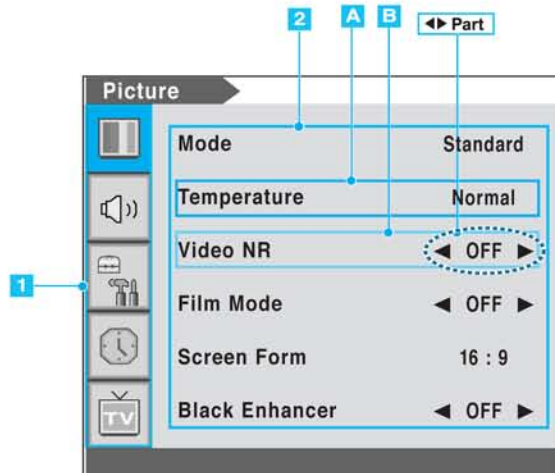 2 A B ◀▶ Part
Picture
Mode Standard
Temperature Normal
Video NR ◀ OFF ▶
1
Film Mode ◀ OFF ▶
Screen Form 16 : 9
TV
Black Enhancer ◀ OFF ▶